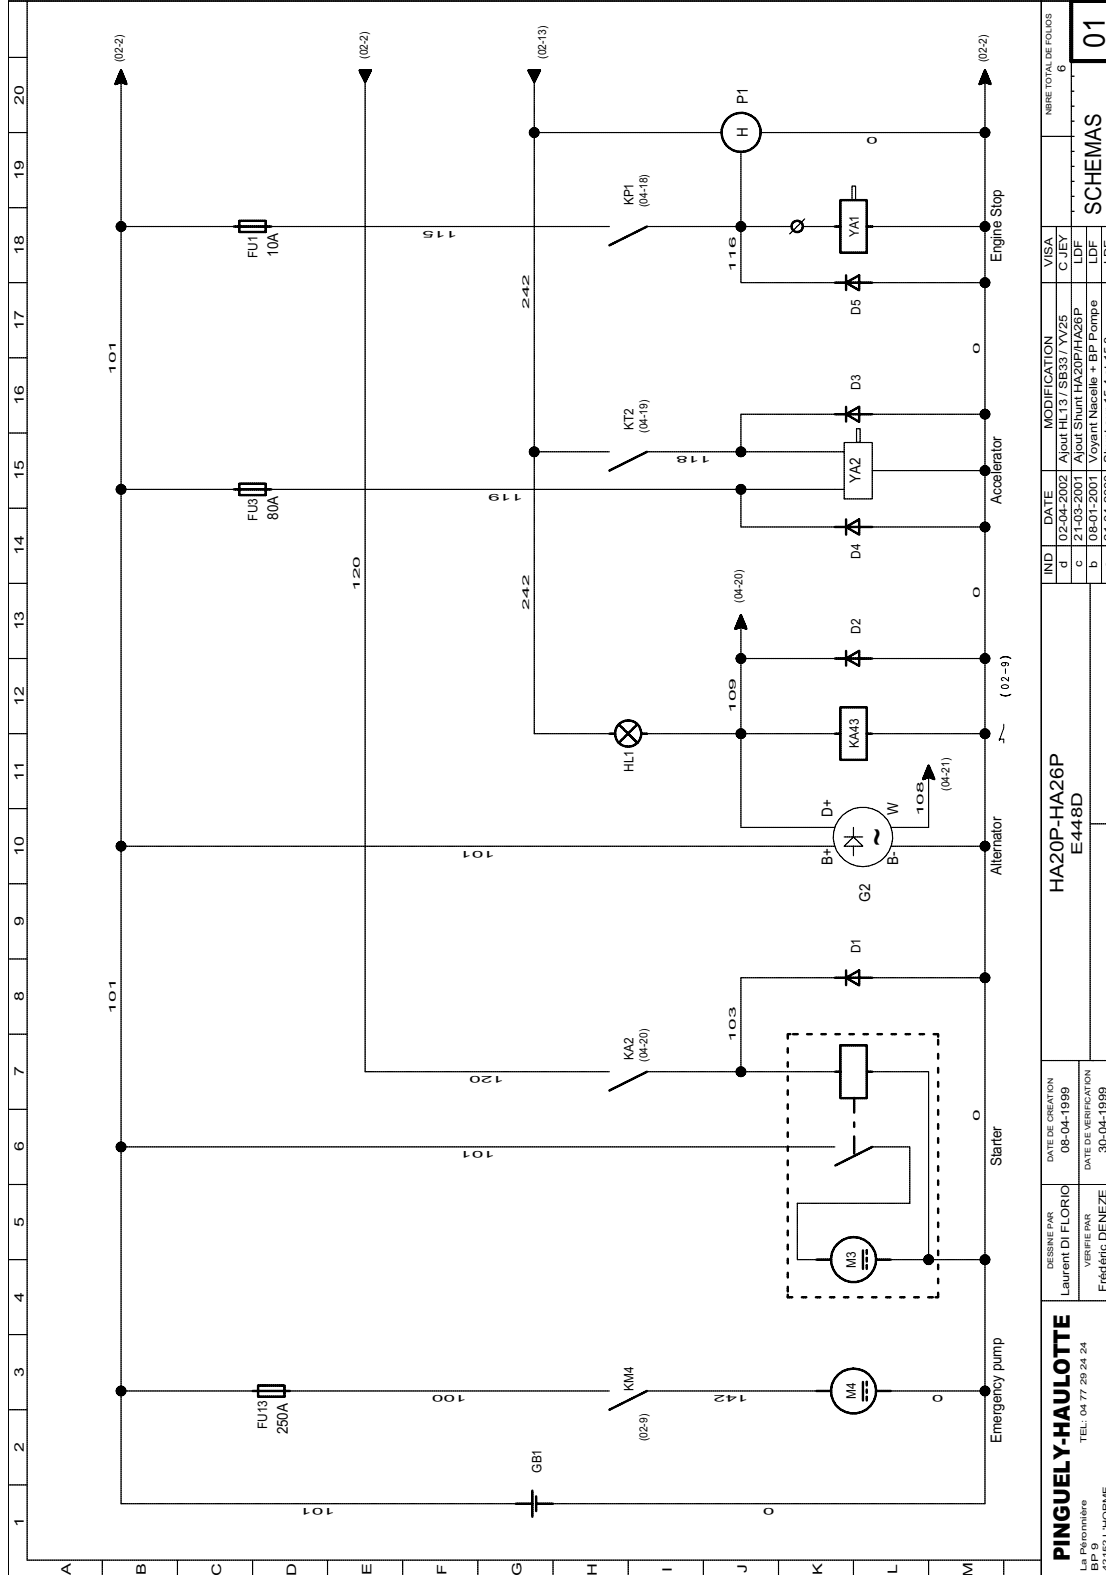 1 2 3 4 5 6 7 8 9 10 11 12 13 14 15 16 17 18 19 20
A
B
C
D
E
F
G
H
I
J
K
L
M
101
101
(02-2)
101
GB1
0
FU13
250A
100
KM4
(02-9)
142
M4
0
Emergency pump
101
M3
Starter
0
120
(02-2)
120
KA2
(04-20)
103
D1
101
G2
B+
D+
B-
W
108
(04-21)
Alternator
(02-13)
242
242
HL1
109
(04-20)
KA43
D2
(02-9)
0
FU3
80A
119
KT2
(04-19)
118
D4
YA2
D3
Accelerator
0
FU1
10A
115
KP1
(04-18)
116
D5
YA1
H
P1
0
Engine Stop
(02-2)
PINGUELY-HAULOTTE
La Péronnière
TEL: 04 77 29 24 24
BP 9
DESSINE PAR
Laurent DI FLORIO
VERIFIE PAR
Frédéric DENEZE
DATE DE CREATION
08-04-1999
DATE DE VERIFICATION
30-04-1999
HA20P-HA26P
E448D
IND DATE MODIFICATION VISA
d 02-04-2002 Ajout HL13 / SB33 / YV25 C JEY
c 21-03-2001 Ajout Shunt HA20P/HA26P LDF
b 08-01-2001 Voyant Nacelle + BP Pompe LDF
NBRE TOTAL DE FOLIOS
6
SCHEMAS
01